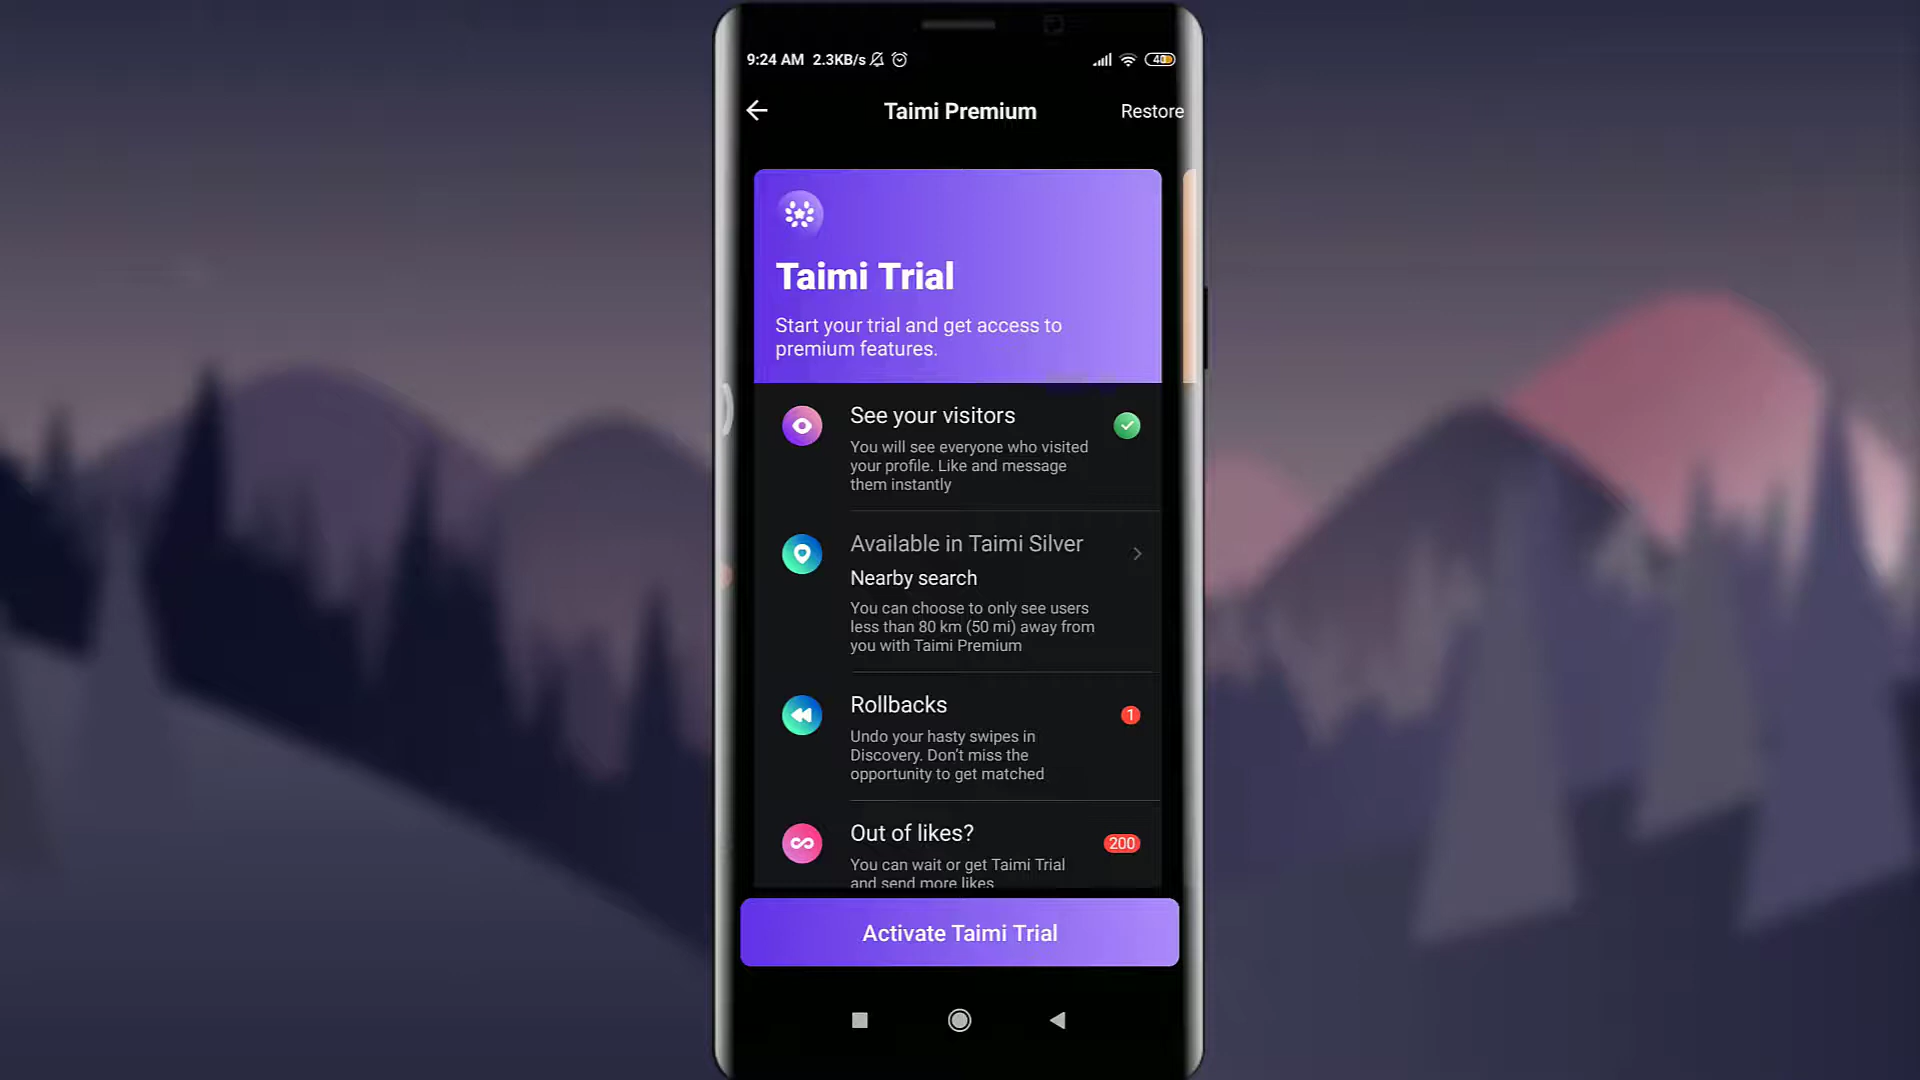 9:24 AM 2.3KB/s
40
Taimi Premium
Restore
Taimi Trial
Start your trial and get access to
premium features.
See your visitors
You will see everyone who visited
your profile. Like and message
them instantly
Available in Taimi Silver
Nearby search
You can choose to only see users
less than 80 km (50 mi) away from
you with Taimi Premium
Rollbacks
1
Undo your hasty swipes in
Discovery. Don't miss the
opportunity to get matched
Out of likes?
200
You can wait or get Taimi Trial
and send more likes
Activate Taimi Trial